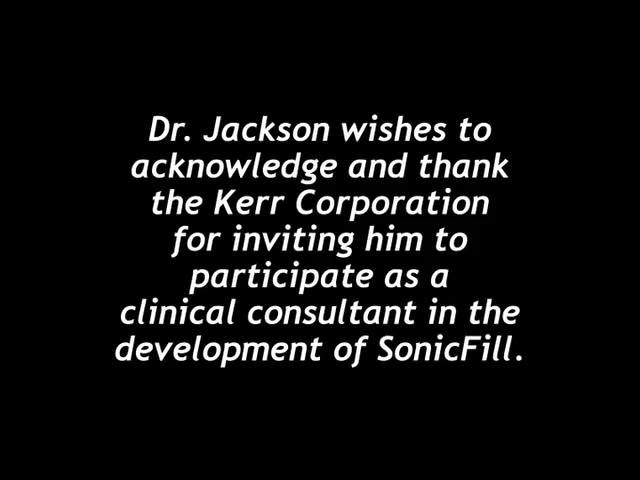 Dr. Jackson wishes to
acknowledge and thank
the Kerr Corporation
for inviting him to
participate as a
clinical consultant in the
development of SonicFill.